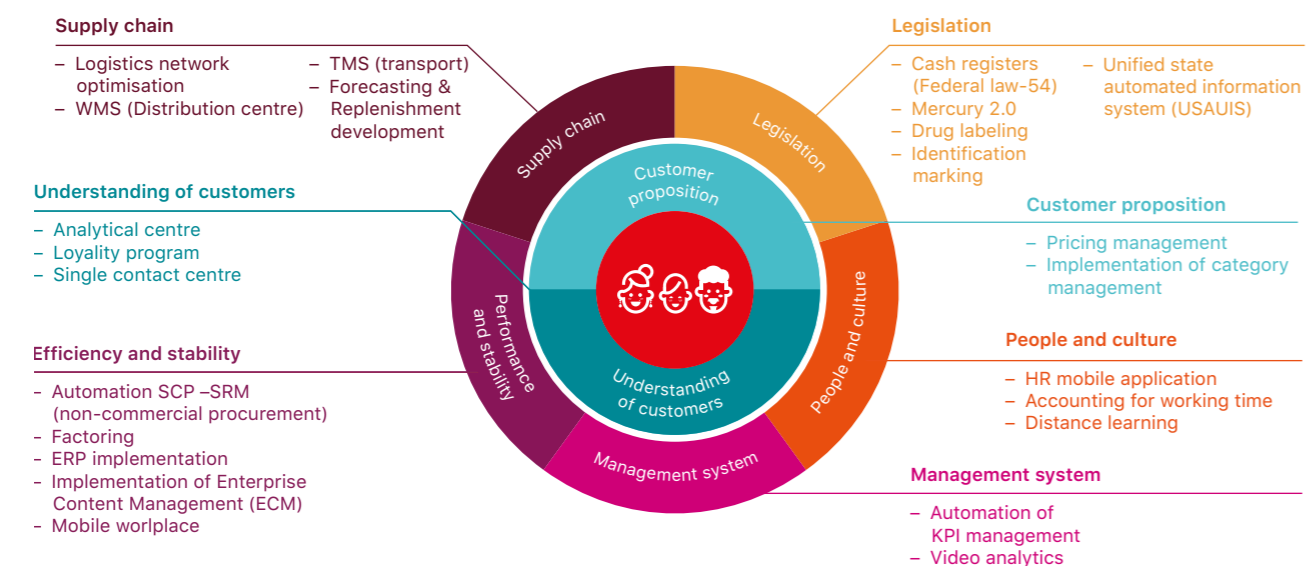 Supply chain
– Logistics network
optimisation
– WMS (Distribution centre)
– TMS (transport)
– Forecasting &
Replenishment
development
Understanding of customers
– Analytical centre
– Loyality program
– Single contact centre
Efficiency and stability
– Automation SCP –SRM
(non-commercial procurement)
– Factoring
– ERP implementation
– Implementation of Enterprise
Content Management (ECM)
– Mobile worlplace
Supply chain
Legislation
Customer
proposition
Performance
and stability
People and culture
Understanding
of customers
Management system
Legislation
– Cash registers
(Federal law-54)
– Mercury 2.0
– Drug labeling
– Identification
marking
– Unified state
automated information
system (USAUIS)
Customer proposition
– Pricing management
– Implementation of category
management
People and culture
– HR mobile application
– Accounting for working time
– Distance learning
Management system
– Automation of
KPI management
– Video analytics